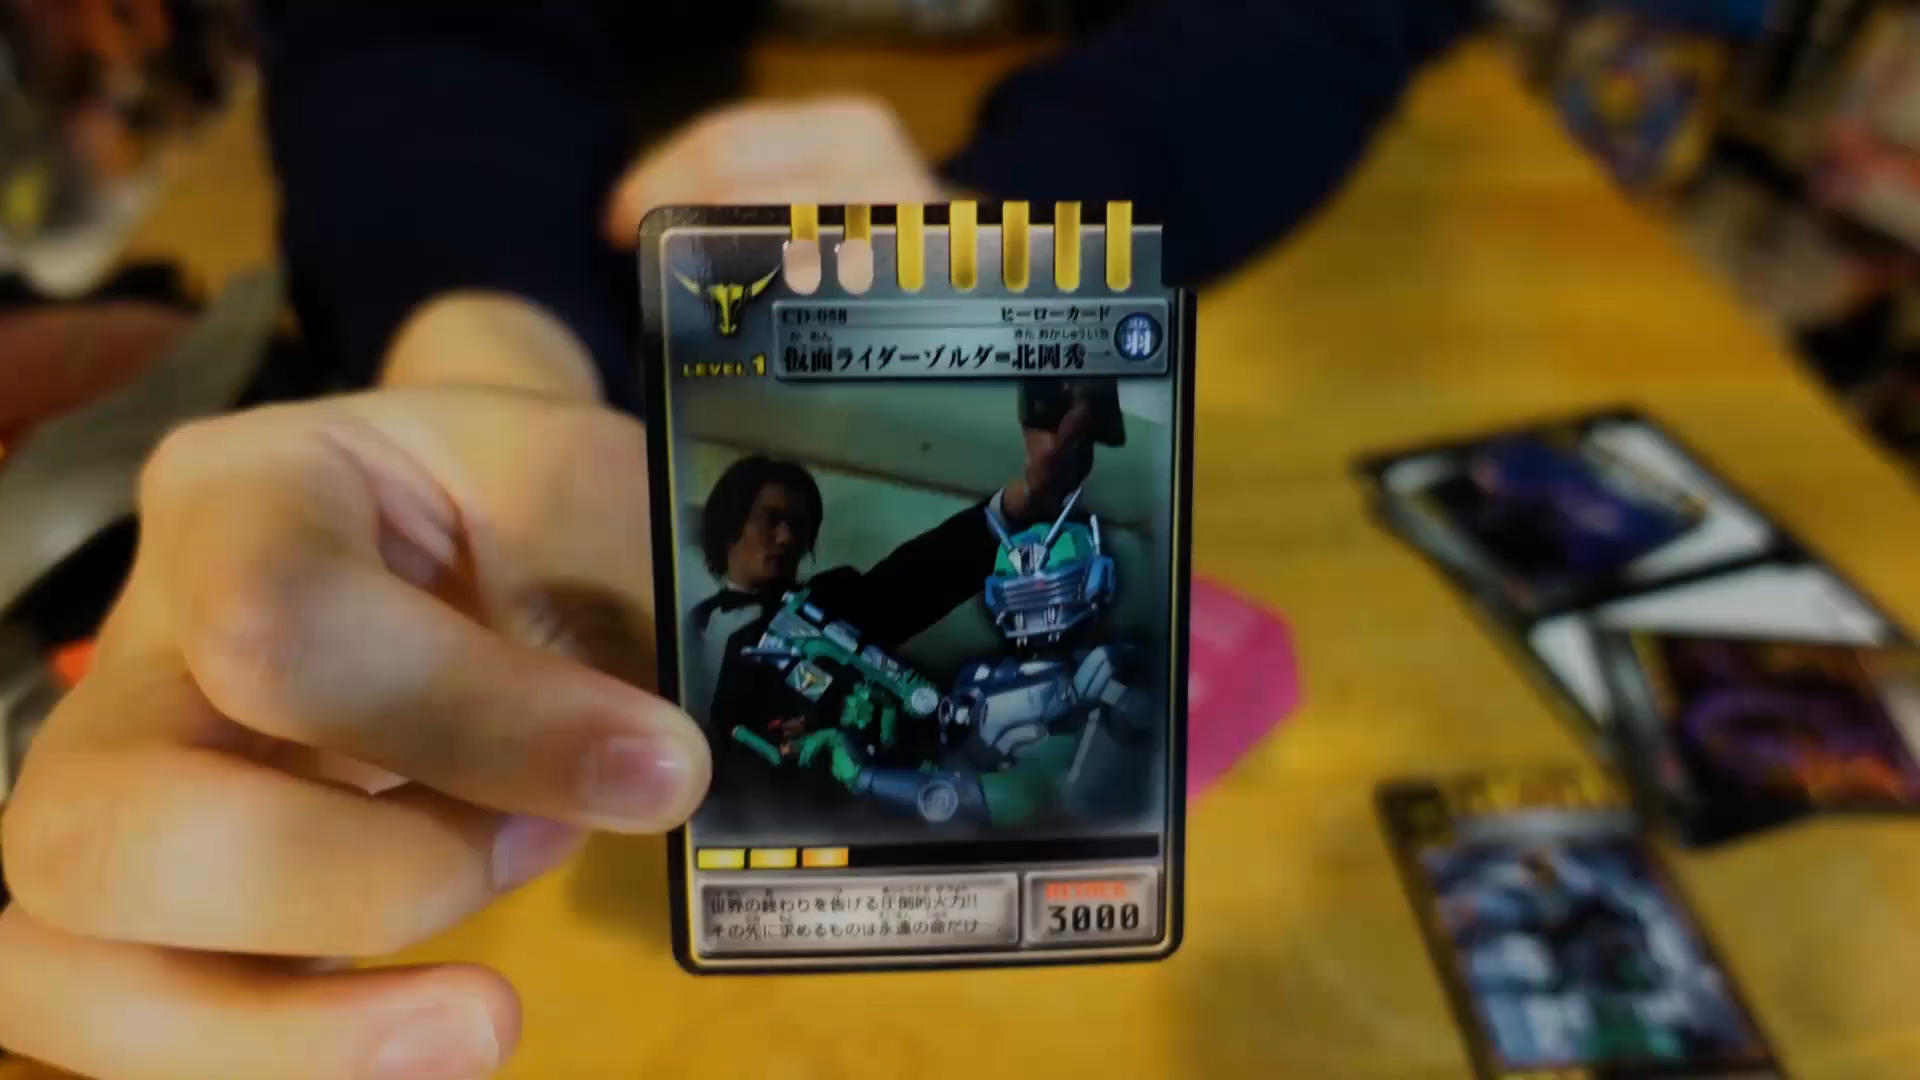 CD-058 ヒーローカード
かめん きたおかしゅういち
仮面ライダーゾルダ=北岡秀一
羽
LEVEL.1
世界の終わりを告げる圧倒的火力!!
その先に求めるものは永遠の命だけ…
ATTACK
3000